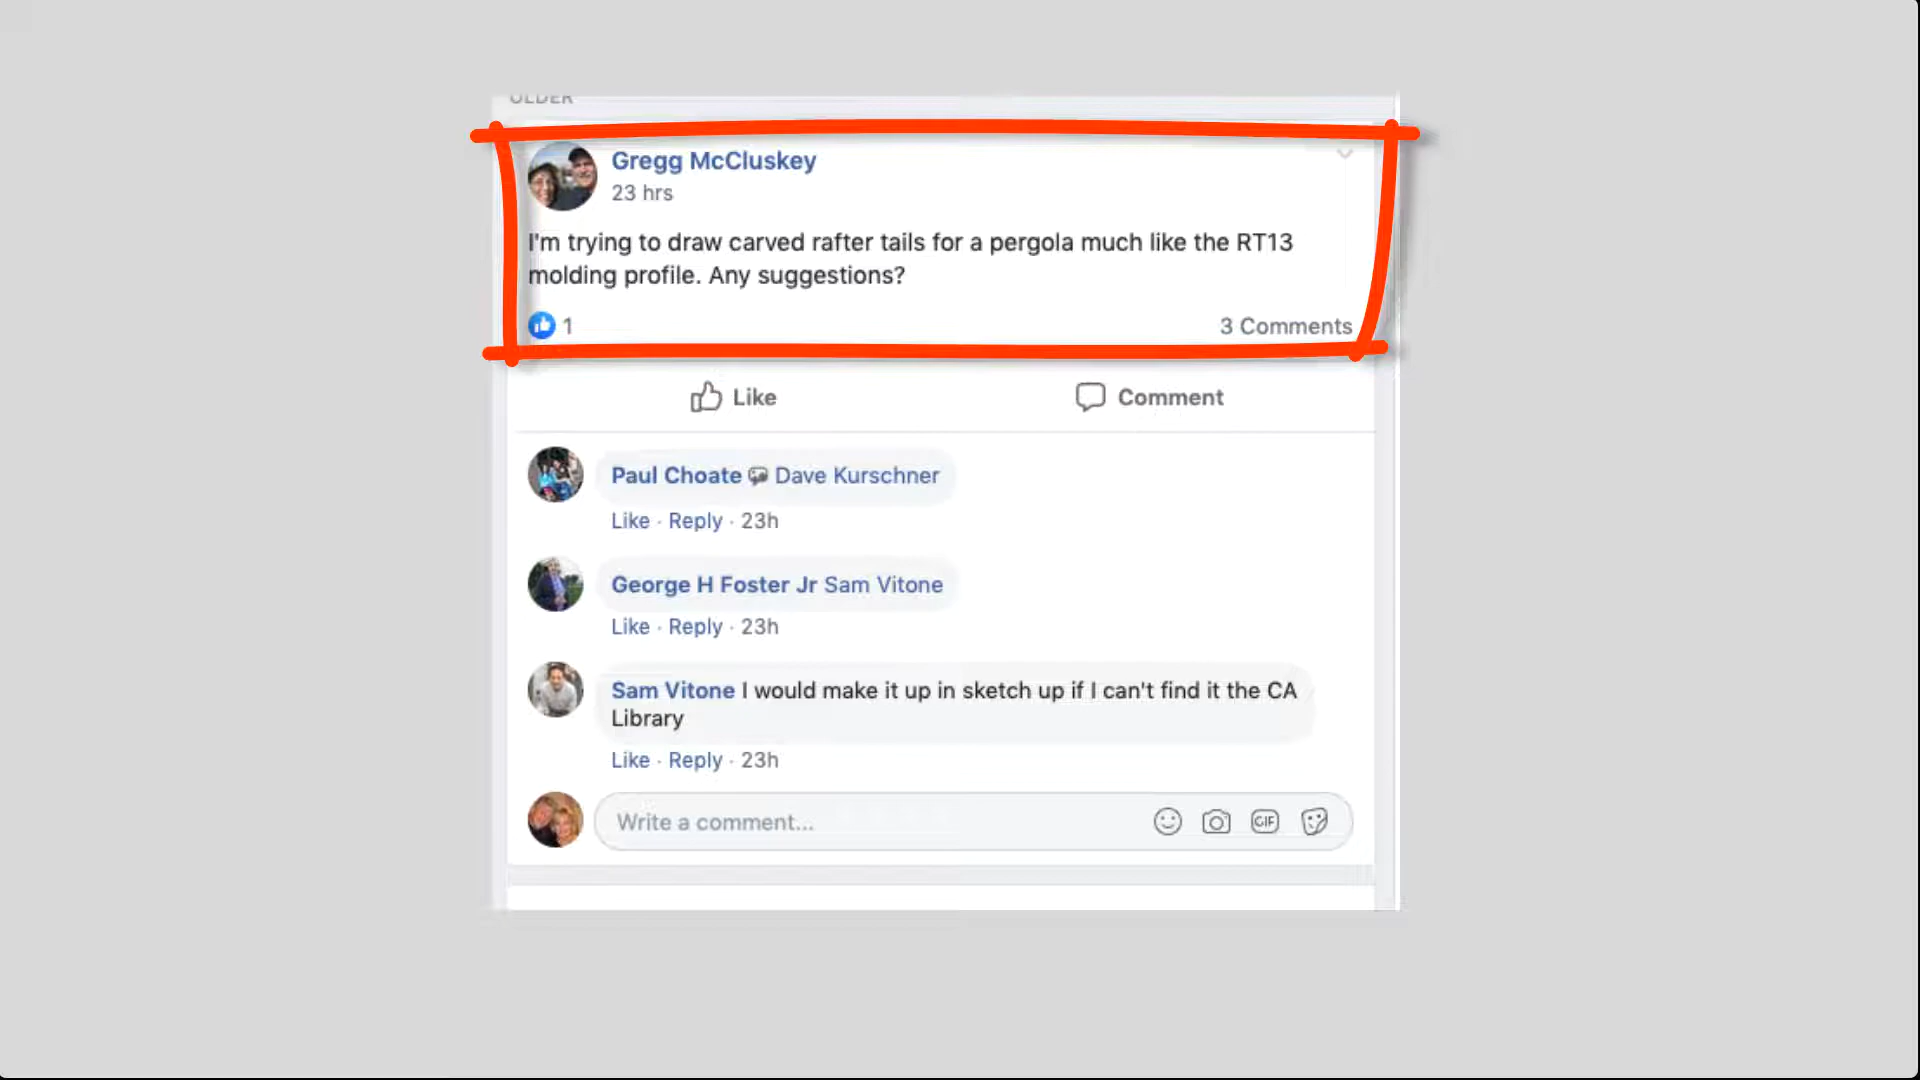 OLDER
Gregg McCluskey
23 hrs
I'm trying to draw carved rafter tails for a pergola much like the RT13
molding profile. Any suggestions?
1
3 Comments
Like
Comment
Paul Choate Dave Kurschner
Like · Reply · 23h
George H Foster Jr Sam Vitone
Like · Reply · 23h
Sam Vitone I would make it up in sketch up if I can't find it the CA
Library
Like · Reply · 23h
Write a comment...
GIF